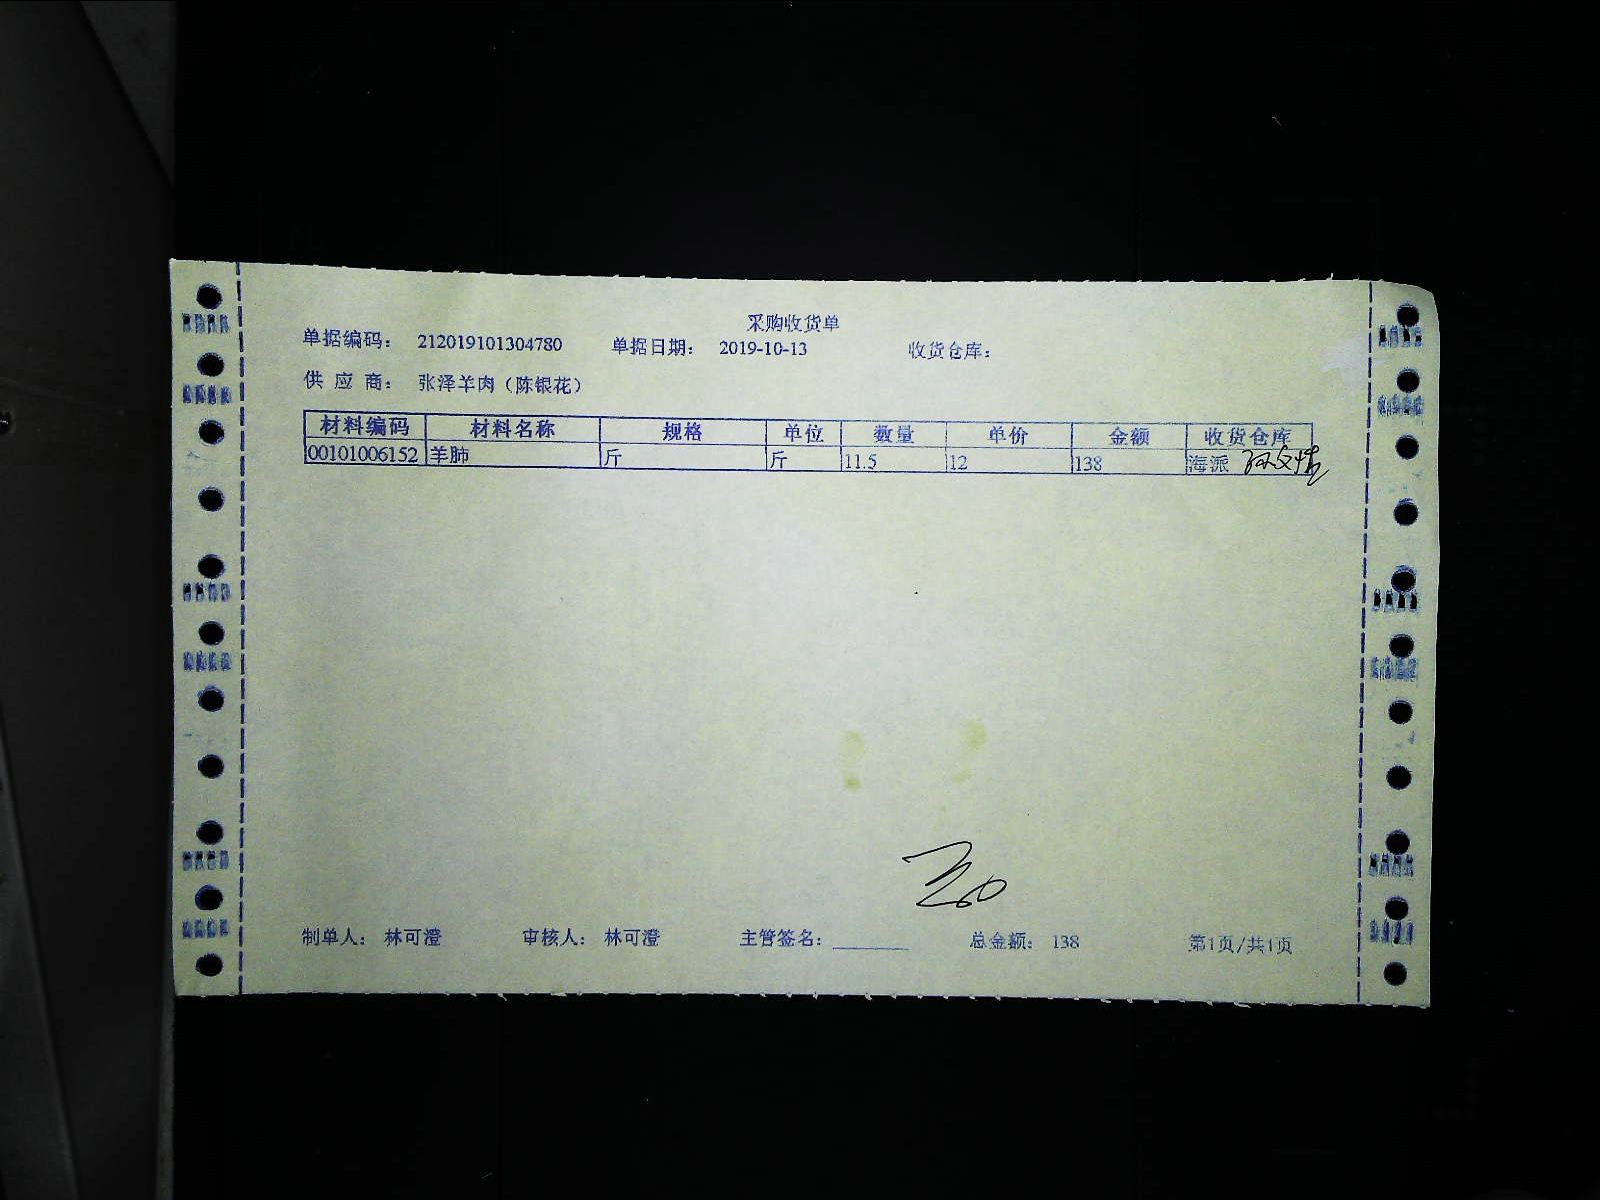 采购收货单
单据编码： 212019101304780 单据日期： 2019-10-13 收货仓库：
供 应 商： 张泽羊肉（陈银花）
材料编码 材料名称 规格 单位 数量 单价 金额 收货仓库
00101006152 羊肺 斤 斤 11.5 12 138 海派
制单人： 林可澄 审核人： 林可澄 主管签名：________ 总金额： 138 第1页/共1页